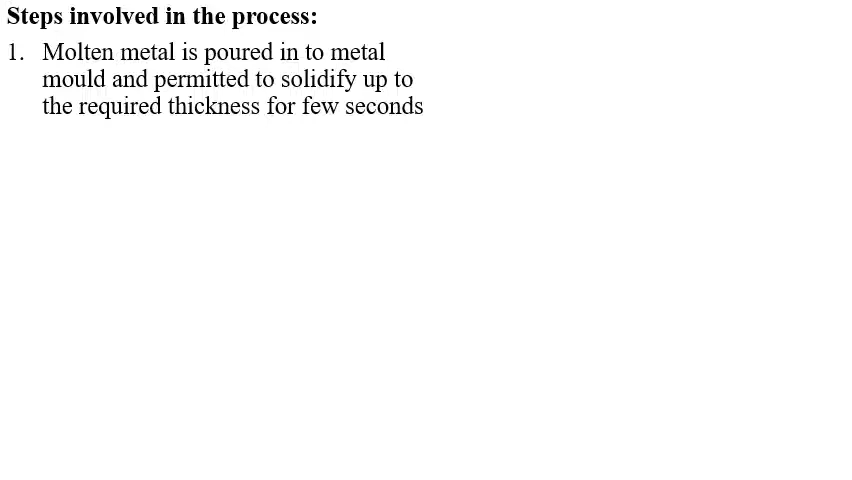 Steps involved in the process:
1. Molten metal is poured in to metal
mould and permitted to solidify up to
the required thickness for few seconds